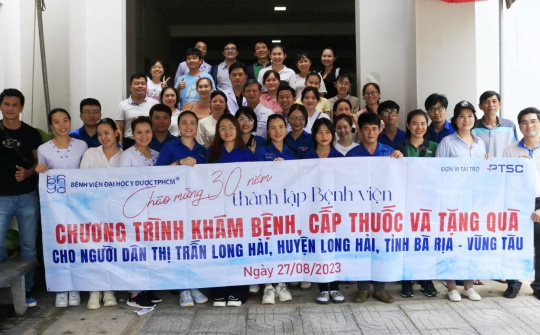 BỆNH VIỆN ĐẠI HỌC Y DƯỢC TPHCM
ĐƠN VỊ TÀI TRỢ PTSC
Chào mừng 30 năm
thành lập Bệnh viện
CHƯƠNG TRÌNH KHÁM BỆNH, CẤP THUỐC VÀ TẶNG QUÀ
CHO NGƯỜI DÂN THỊ TRẤN LONG HẢI, HUYỆN LONG HẢI, TỈNH BÀ RỊA - VŨNG TÀU
Ngày 27/08/2023